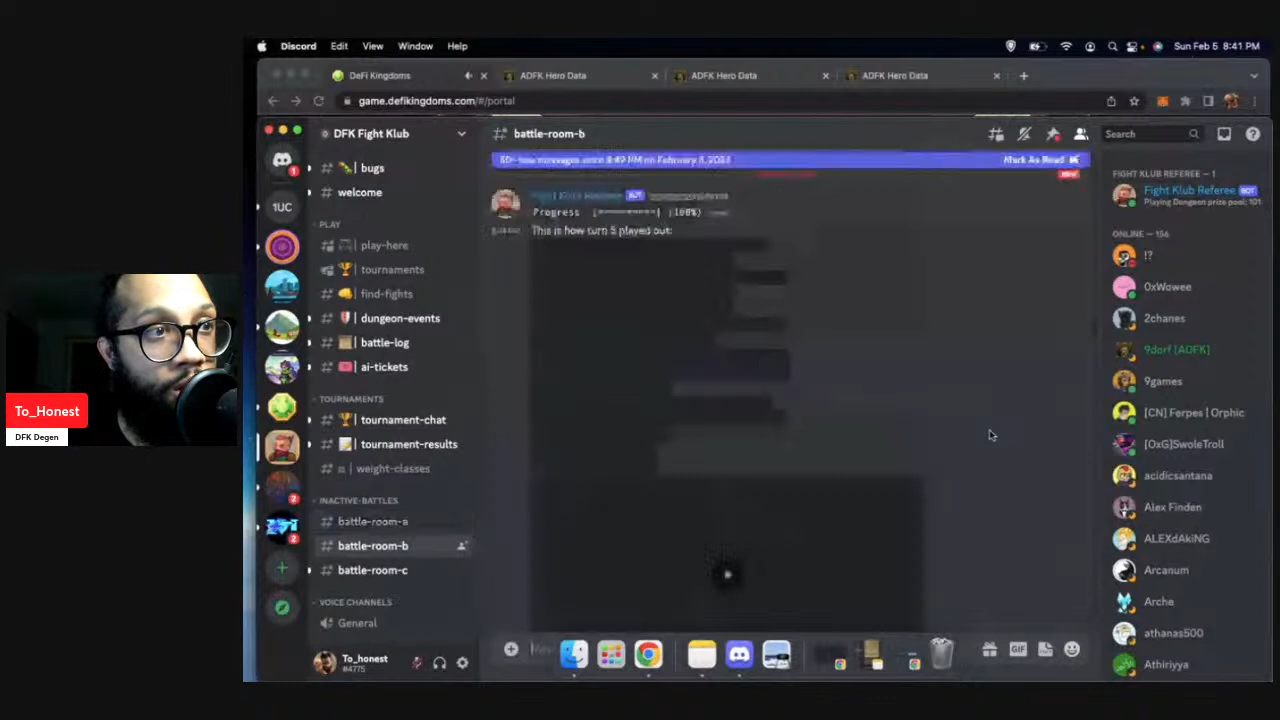 Discord Edit View Window Help
Sun Feb 5 8:41 PM
DeFi Kingdoms
ADFK Hero Data
ADFK Hero Data
ADFK Hero Data
game.defikingdoms.com/#/portal
DFK Fight Klub
bugs
welcome
PLAY
play-here
tournaments
find-fights
dungeon-events
battle-log
ai-tickets
TOURNAMENTS
tournament-chat
tournament-results
weight-classes
INACTIVE-BATTLES
battle-room-a
battle-room-b
battle-room-c
VOICE CHANNELS
General
To_honest
#4775
1UC
battle-room-b
Search
new messages since
Mark As Read
BOT
Progress
(100%)
This is how turn 5 played out:
GIF
FIGHT KLUB REFEREE — 1
Fight Klub Referee BOT
Playing Dungeon prize pool: 101
ONLINE — 156
!?
0xWowee
2chanes
9dorf [ADFK]
9games
[CN] Ferpes | Orphic
[OxG]SwoleTroll
acidicsantana
Alex Finden
ALEXdAkiNG
Arcanum
Arche
athanas500
Athiriyya
To_Honest
DFK Degen